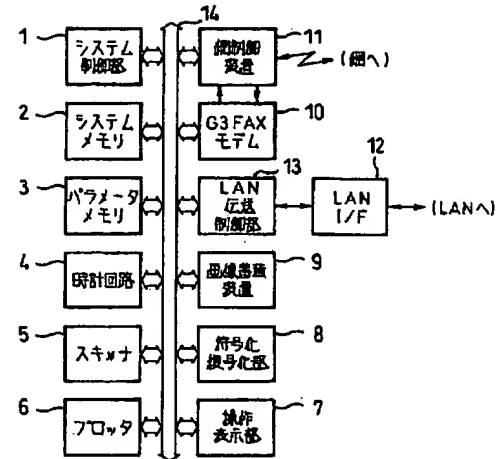 14
1
システム
制御部
11
網制御
装置
(網へ)
2
システム
メモリ
10
G3 FAX
モデム
3
パラメータ
メモリ
13
LAN
伝送
制御部
12
LAN
I/F
(LANへ)
4
時計回路
9
画像蓄積
装置
5
スキャナ
8
符号化
復号化部
6
プロッタ
7
操作
表示部